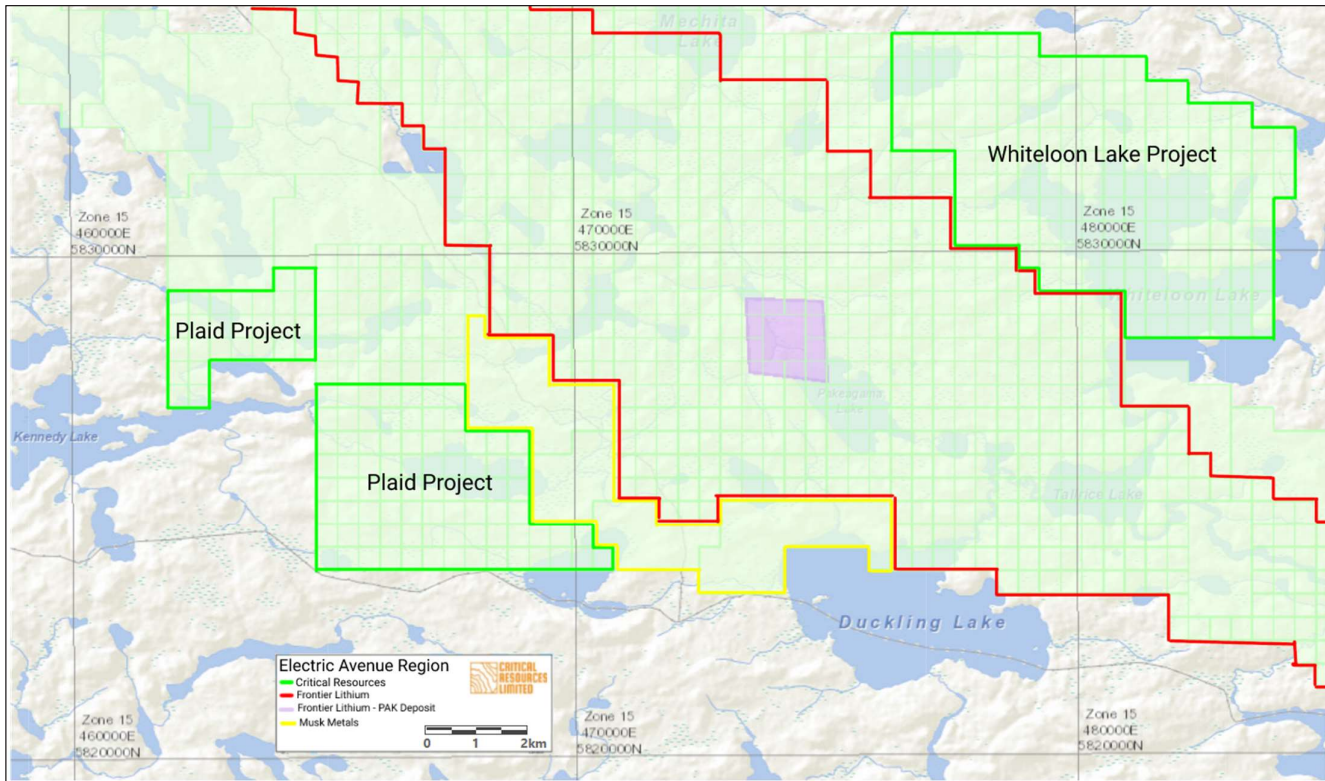 Mechita
Lake
Whiteloon Lake Project
Zone 15
460000E
5830000N
Zone 15
470000E
5830000N
Zone 15
480000E
5830000N
Whiteloon Lake
Plaid Project
Pakeagama
Lake
Kennedy Lake
Plaid Project
Duckling Lake
Electric Avenue Region
Critical Resources
Frontier Lithium
Frontier Lithium - PAK Deposit
Musk Metals
CRITICAL
RESOURCES
LIMITED
0 1 2km
Zone 15
460000E
5820000N
Zone 15
470000E
5820000N
Zone 15
480000E
5820000N